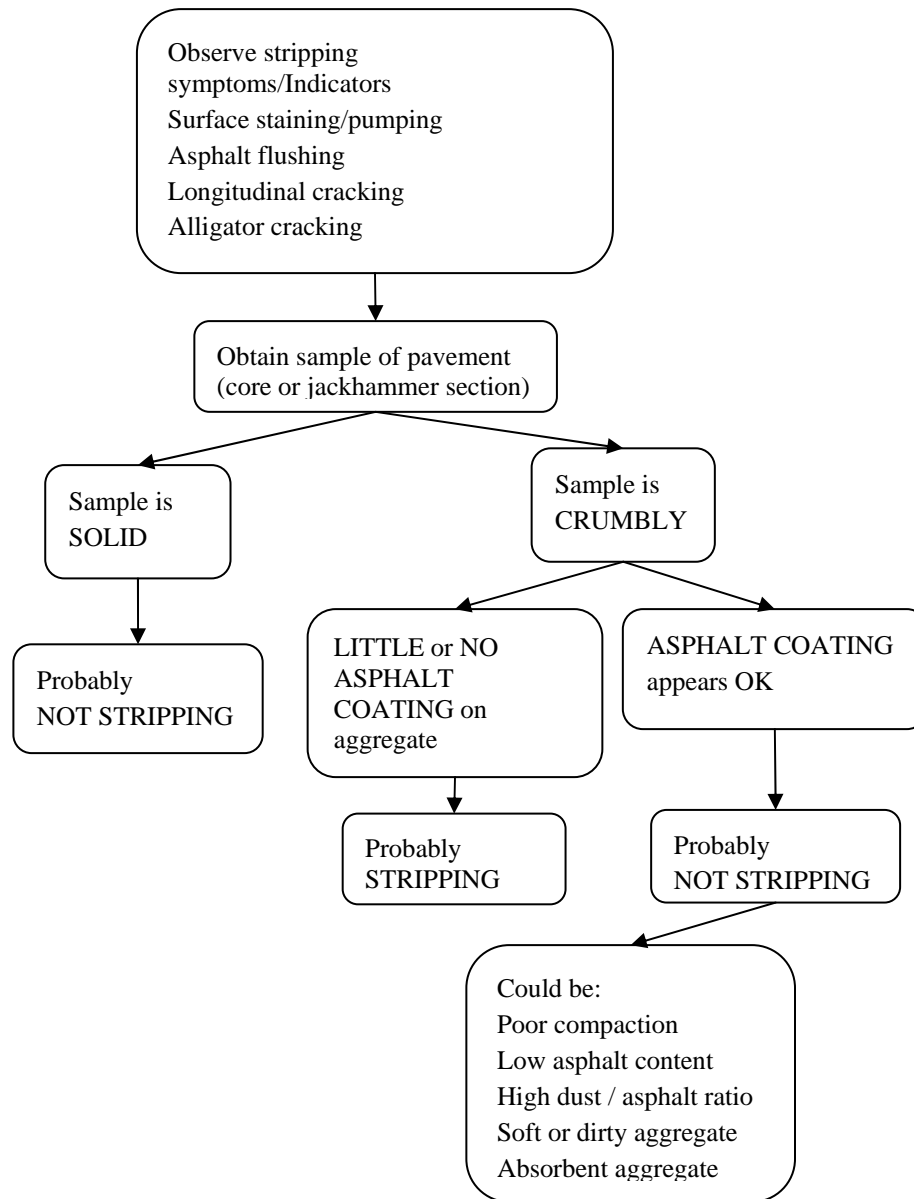 Observe stripping
symptoms/Indicators
Surface staining/pumping
Asphalt flushing
Longitudinal cracking
Alligator cracking
Obtain sample of pavement
(core or jackhammer section)
Sample is
SOLID
Sample is
CRUMBLY
Probably
NOT STRIPPING
LITTLE or NO
ASPHALT
COATING on
aggregate
ASPHALT COATING
appears OK
Probably
STRIPPING
Probably
NOT STRIPPING
Could be:
Poor compaction
Low asphalt content
High dust / asphalt ratio
Soft or dirty aggregate
Absorbent aggregate